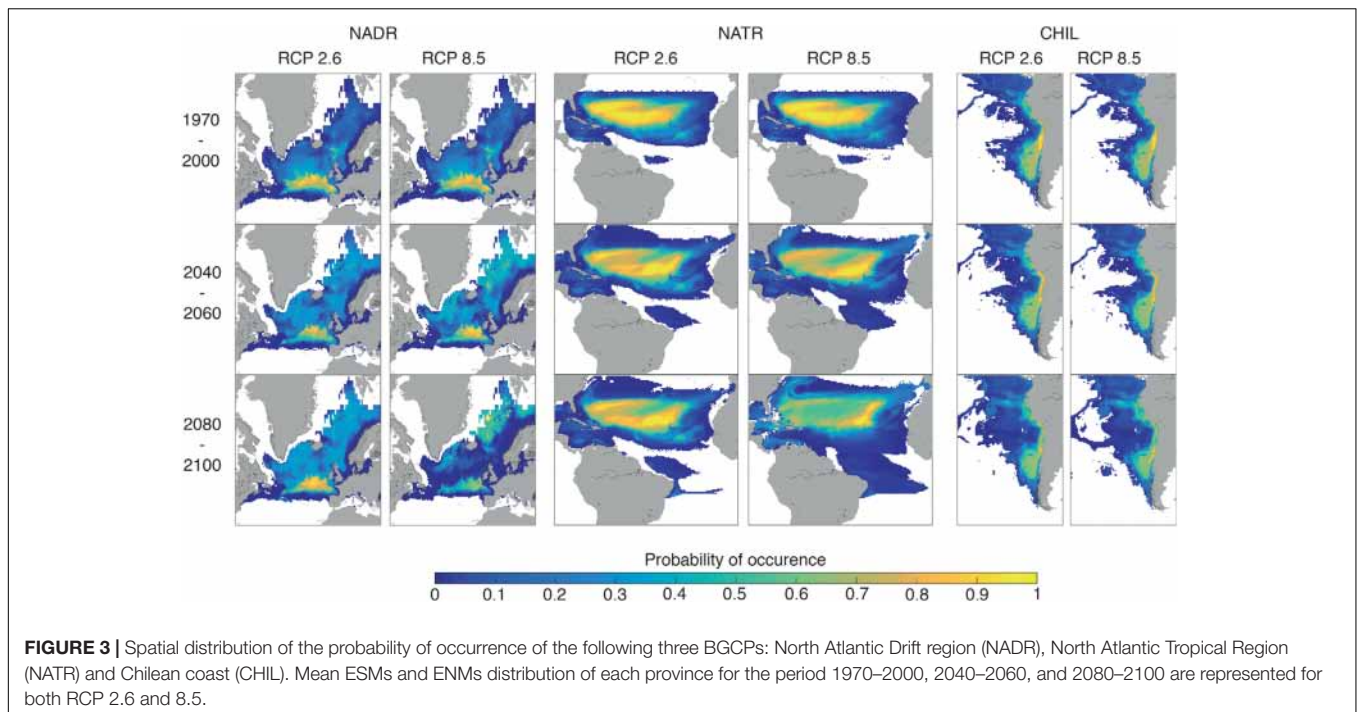 NADR NATR CHIL
RCP 2.6 RCP 8.5 RCP 2.6 RCP 8.5 RCP 2.6 RCP 8.5
1970
-
2000
2040
-
2060
2080
-
2100
Probability of occurence
0 0.1 0.2 0.3 0.4 0.5 0.6 0.7 0.8 0.9 1
FIGURE 3 | Spatial distribution of the probability of occurrence of the following three BGCPs: North Atlantic Drift region (NADR), North Atlantic Tropical Region
(NATR) and Chilean coast (CHIL). Mean ESMs and ENMs distribution of each province for the period 1970–2000, 2040–2060, and 2080–2100 are represented for
both RCP 2.6 and 8.5.